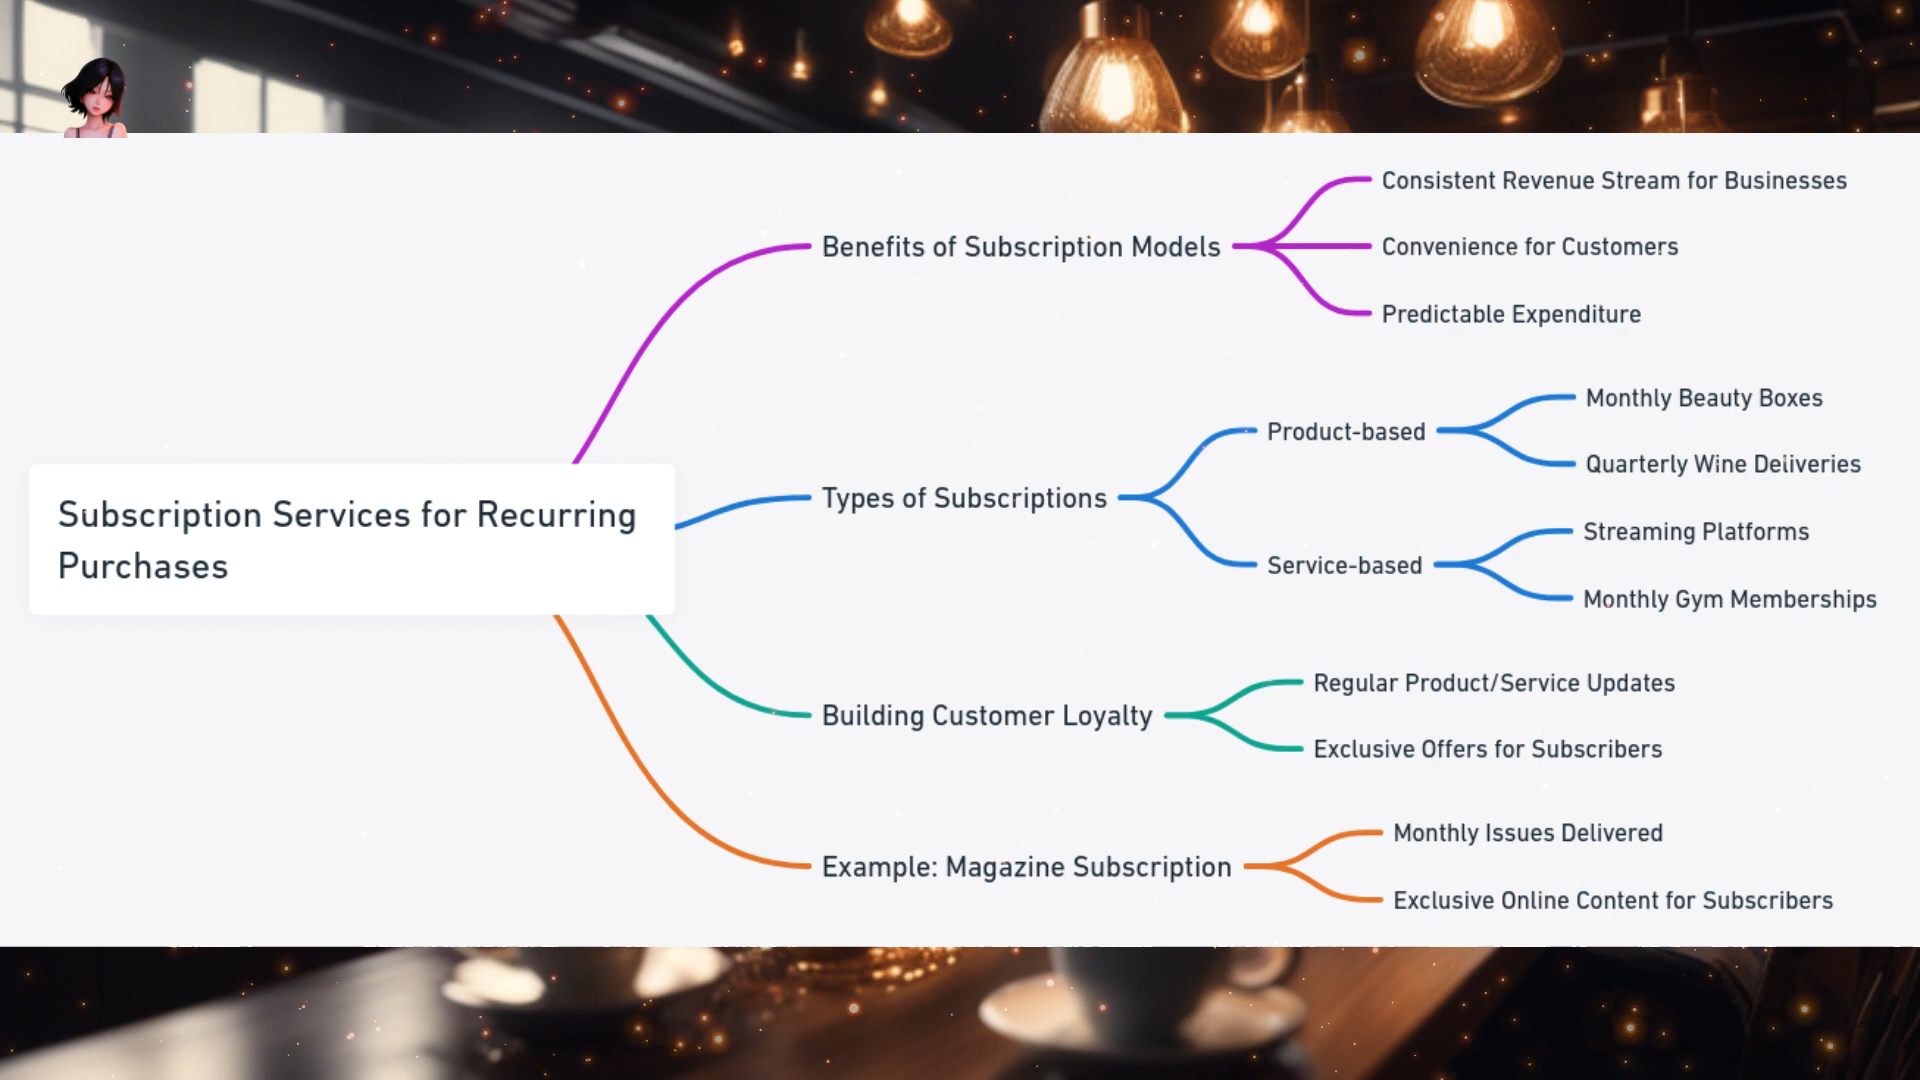 Subscription Services for Recurring
Purchases
Benefits of Subscription Models
Consistent Revenue Stream for Businesses
Convenience for Customers
Predictable Expenditure
Types of Subscriptions
Product-based
Monthly Beauty Boxes
Quarterly Wine Deliveries
Service-based
Streaming Platforms
Monthly Gym Memberships
Building Customer Loyalty
Regular Product/Service Updates
Exclusive Offers for Subscribers
Example: Magazine Subscription
Monthly Issues Delivered
Exclusive Online Content for Subscribers